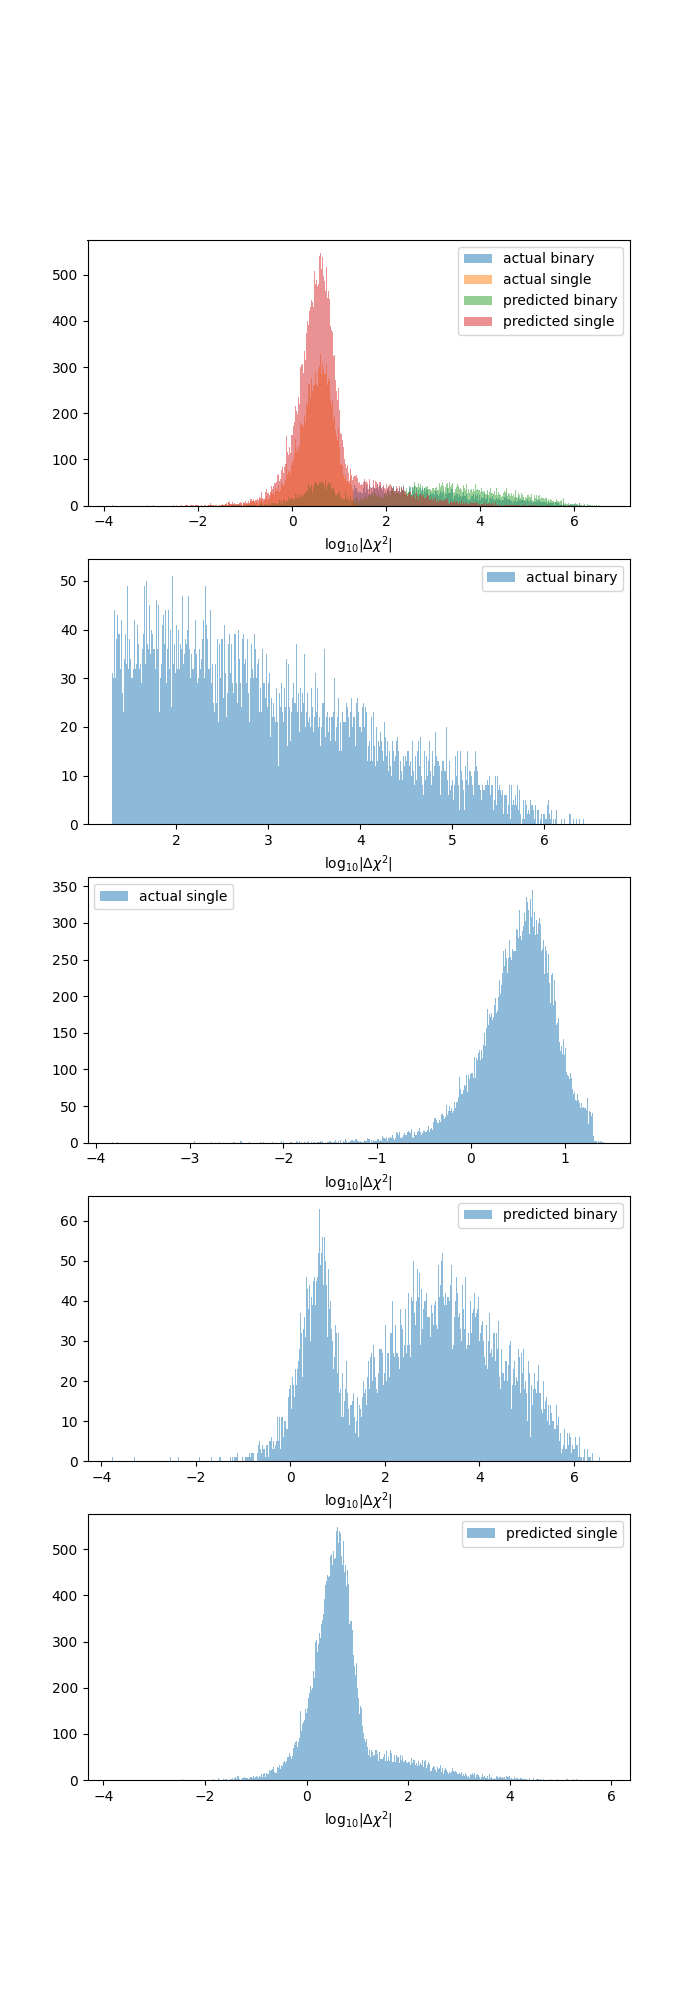 500
400
300
200
100
0
actual binary
actual single
predicted binary
predicted single
−4 −2 0 2 4 6
log₁₀|Δχ²|
50
40
30
20
10
0
actual binary
2 3 4 5 6
log₁₀|Δχ²|
350
300
250
200
150
100
50
0
actual single
−4 −3 −2 −1 0 1
log₁₀|Δχ²|
60
50
40
30
20
10
0
predicted binary
−4 −2 0 2 4 6
log₁₀|Δχ²|
500
400
300
200
100
0
predicted single
−4 −2 0 2 4 6
log₁₀|Δχ²|